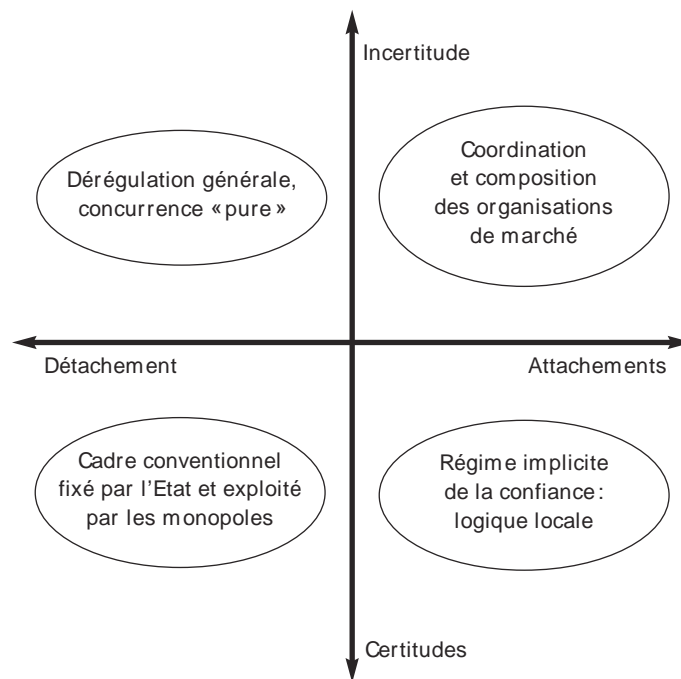 Incertitude
Dérégulation générale,
concurrence « pure »
Coordination
et composition
des organisations
de marché
Détachement
Attachements
Cadre conventionnel
fixé par l'Etat et exploité
par les monopoles
Régime implicite
de la confiance :
logique locale
Certitudes